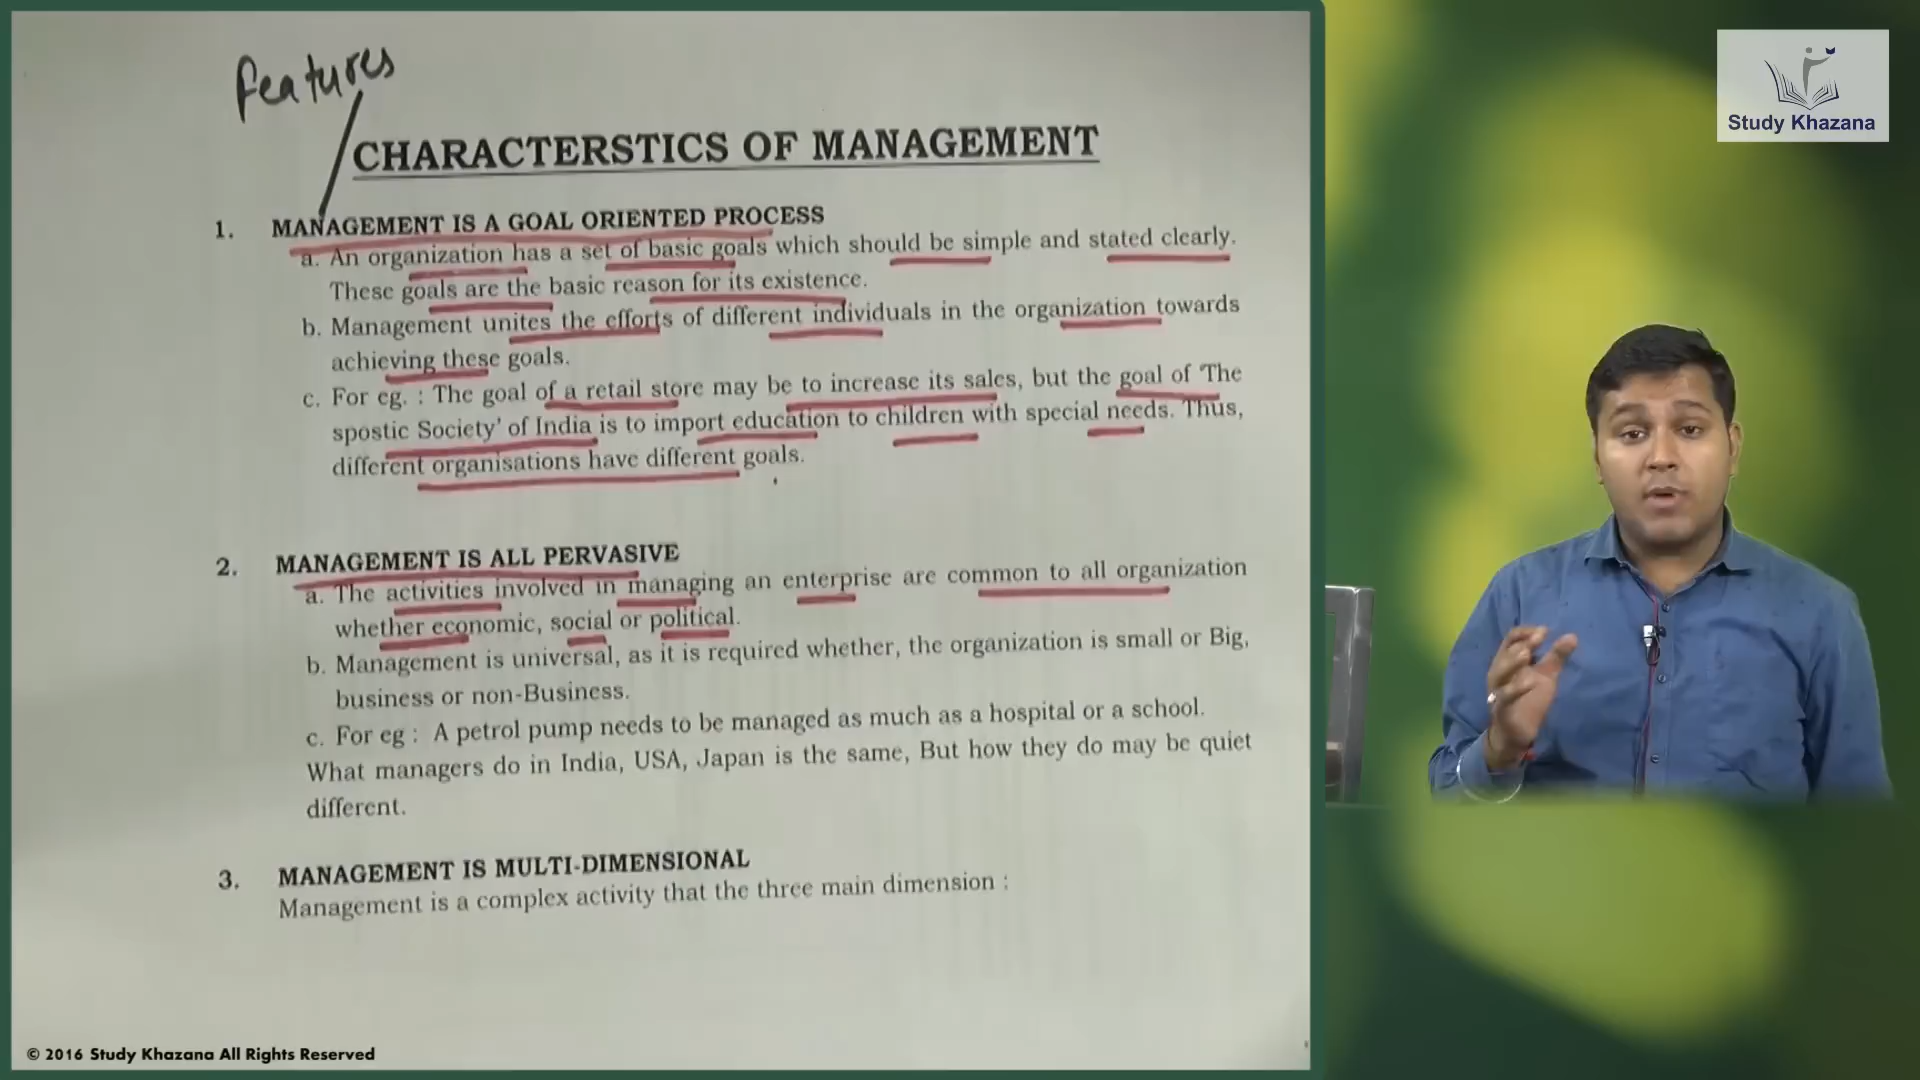 Features
CHARACTERSTICS OF MANAGEMENT
1. MANAGEMENT IS A GOAL ORIENTED PROCESS
a. An organization has a set of basic goals which should be simple and stated clearly.
These goals are the basic reason for its existence.
b. Management unites the efforts of different individuals in the organization towards
achieving these goals.
c. For eg. : The goal of a retail store may be to increase its sales, but the goal of The
spostic Society' of India is to import education to children with special needs. Thus,
different organisations have different goals.
2. MANAGEMENT IS ALL PERVASIVE
a. The activities involved in managing an enterprise are common to all organization
whether economic, social or political.
b. Management is universal, as it is required whether, the organization is small or Big,
business or non-Business.
c. For eg : A petrol pump needs to be managed as much as a hospital or a school.
What managers do in India, USA, Japan is the same, But how they do may be quiet
different.
3. MANAGEMENT IS MULTI-DIMENSIONAL
Management is a complex activity that the three main dimension :
© 2016 Study Khazana All Rights Reserved
Study Khazana